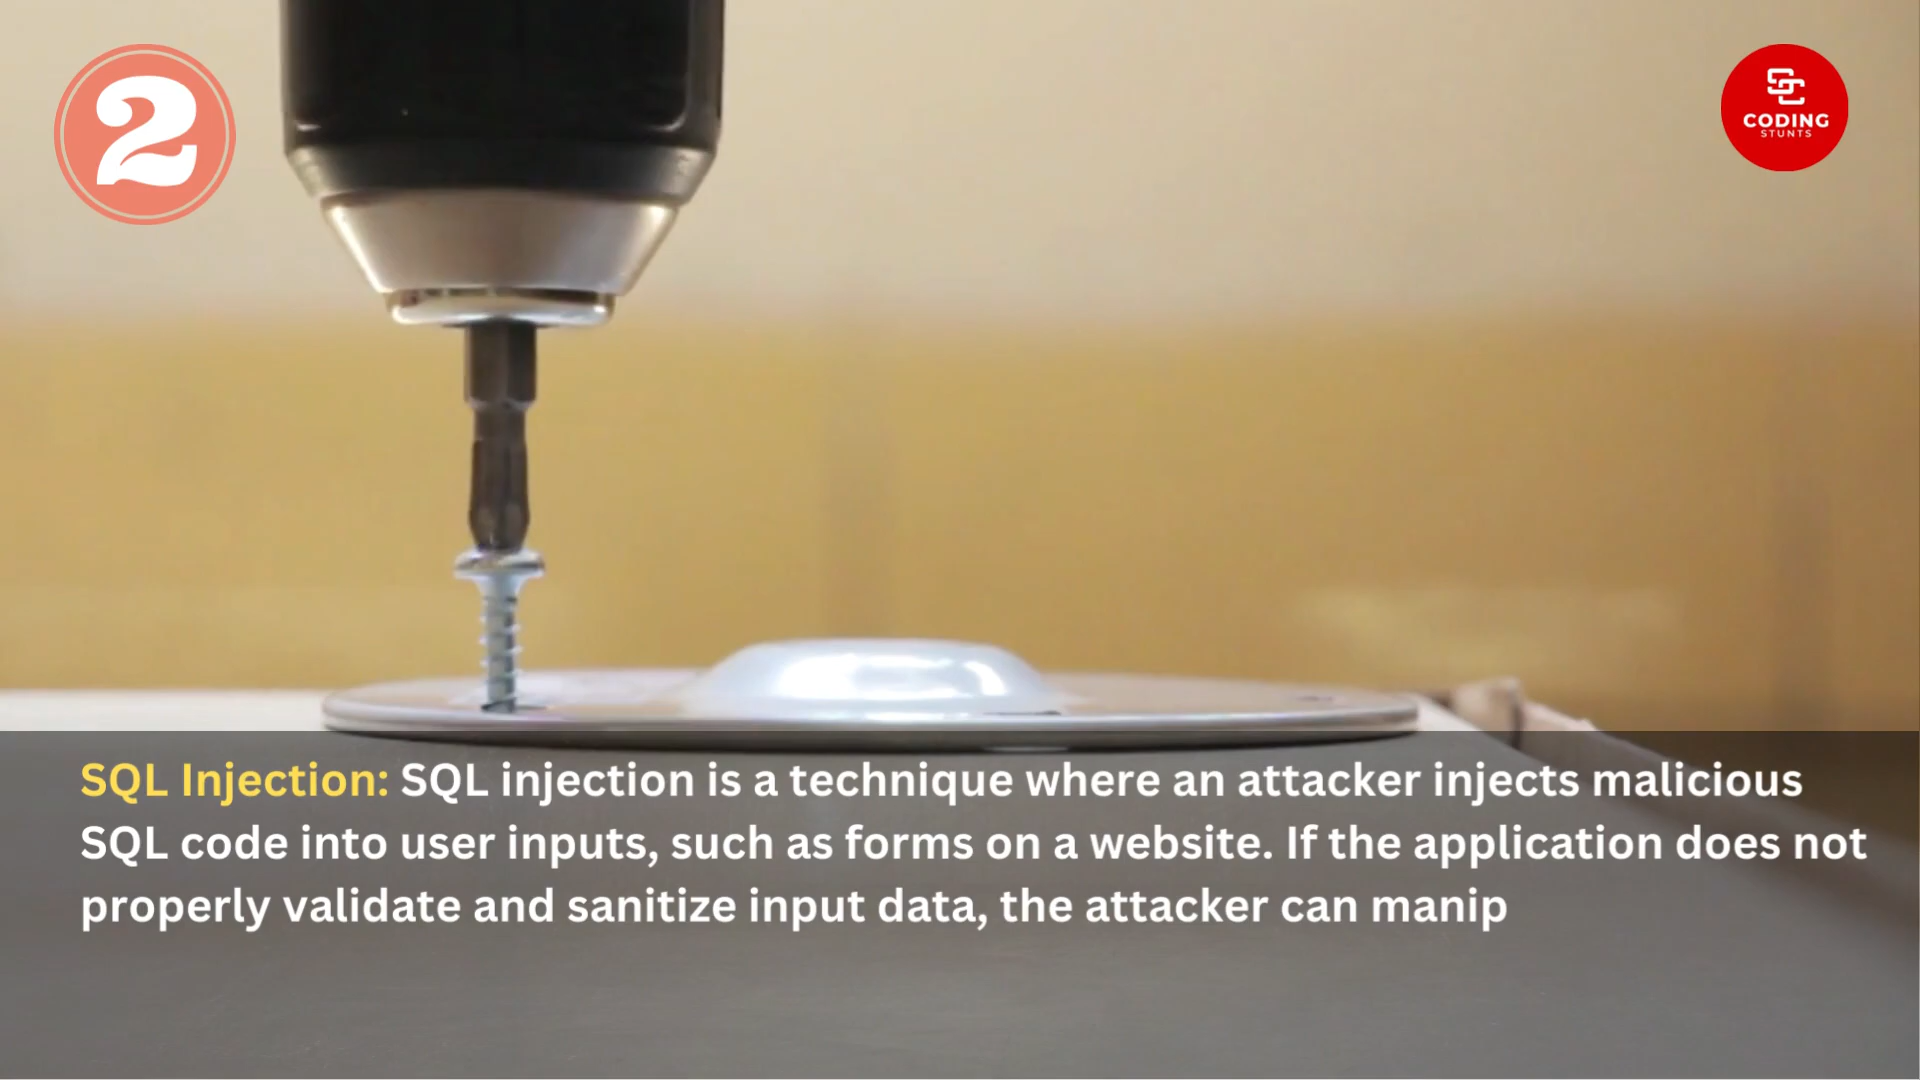 2
CODING
STUNTS
SQL Injection: SQL injection is a technique where an attacker injects malicious
SQL code into user inputs, such as forms on a website. If the application does not
properly validate and sanitize input data, the attacker can manip